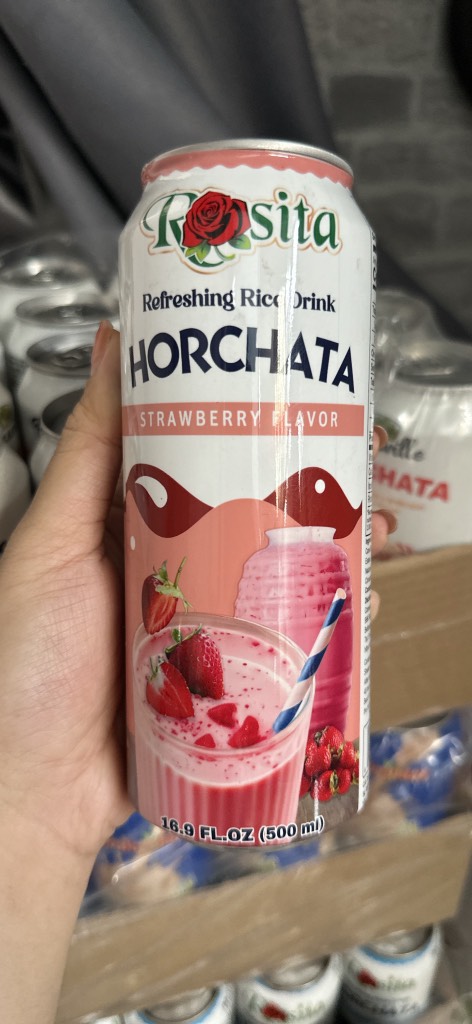 Rosita
Refreshing Rice Drink
HORCHATA
STRAWBERRY FLAVOR
16.9 FL.OZ (500 ml)
HATA